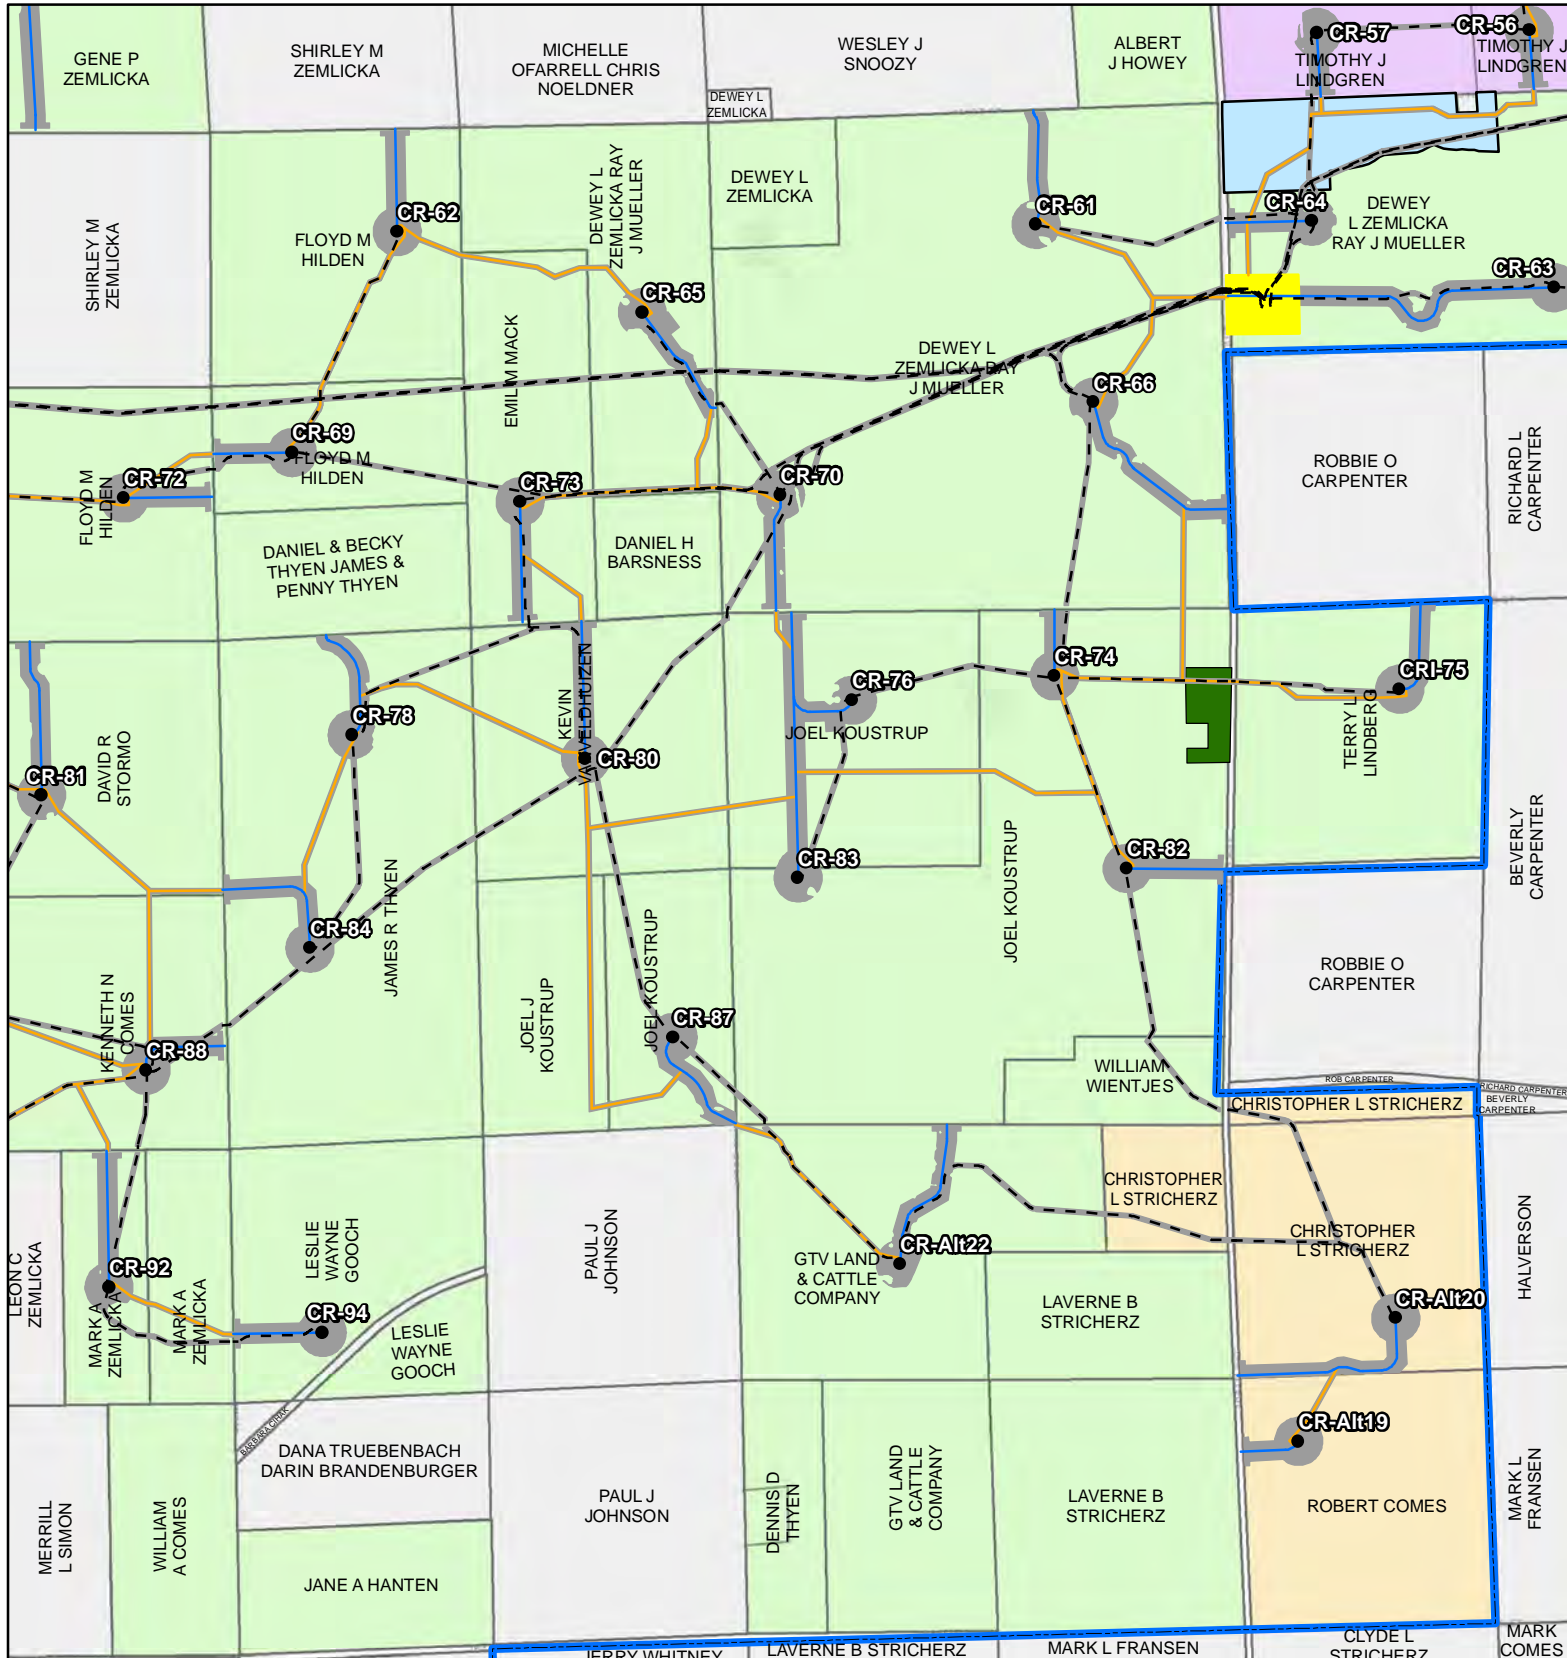 GENE P
ZEMLICKA
SHIRLEY M
ZEMLICKA
MICHELLE
OFARRELL CHRIS
NOELDNER
WESLEY J
SNOOZY
ALBERT
J HOWEY
CR-57
CR-56
TIMOTHY J
LINDGREN
TIMOTHY J
LINDGREN
DEWEY L
ZEMLICKA
SHIRLEY M
ZEMLICKA
CR-62
FLOYD M
HILDEN
DEWEY L
ZEMLICKA RAY
J MUELLER
DEWEY L
ZEMLICKA
CR-61
CR-64
DEWEY
L ZEMLICKA
RAY J MUELLER
CR-63
CR-65
EMIL M MACK
DEWEY L
ZEMLICKA RAY
J MUELLER
CR-66
CR-69
FLOYD M
HILDEN
CR-72
FLOYD M
HILDEN
CR-73
CR-70
ROBBIE O
CARPENTER
RICHARD L
CARPENTER
DANIEL & BECKY
THYEN JAMES &
PENNY THYEN
DANIEL H
BARSNESS
CR-74
CRI-75
CR-76
CR-78
KEVIN
VANVELDHUIZEN
CR-80
JOEL KOUSTRUP
TERRY L
LINDBERG
CR-81
DAVID R
STORMO
CR-83
CR-82
JOEL KOUSTRUP
BEVERLY
CARPENTER
CR-84
JAMES R THYEN
JOEL J
KOUSTRUP
JOEL KOUSTRUP
ROBBIE O
CARPENTER
KENNETH N
COMES
CR-88
CR-87
WILLIAM
WIENTJES
ROB CARPENTER
RICHARD CARPENTER
BEVERLY
CARPENTER
CHRISTOPHER L STRICHERZ
CHRISTOPHER
L STRICHERZ
CHRISTOPHER
L STRICHERZ
HALVERSON
LEON C
ZEMLICKA
CR-92
MARK A
ZEMLICKA
MARK A
ZEMLICKA
LESLIE
WAYNE
GOOCH
CR-94
LESLIE
WAYNE
GOOCH
PAUL J
JOHNSON
CR-Alt22
GTV LAND
& CATTLE
COMPANY
LAVERNE B
STRICHERZ
CR-Alt20
BARBARA CIHAK
CR-Alt19
DANA TRUEBENBACH
DARIN BRANDENBURGER
MERRILL
L SIMON
WILLIAM
A COMES
PAUL J
JOHNSON
DENNIS D
THYEN
GTV LAND
& CATTLE
COMPANY
LAVERNE B
STRICHERZ
ROBERT COMES
MARK L
FRANSEN
JANE A HANTEN
JERRY WHITNEY
LAVERNE B STRICHERZ
MARK L FRANSEN
CLYDE L
STRICHERZ
MARK
COMES